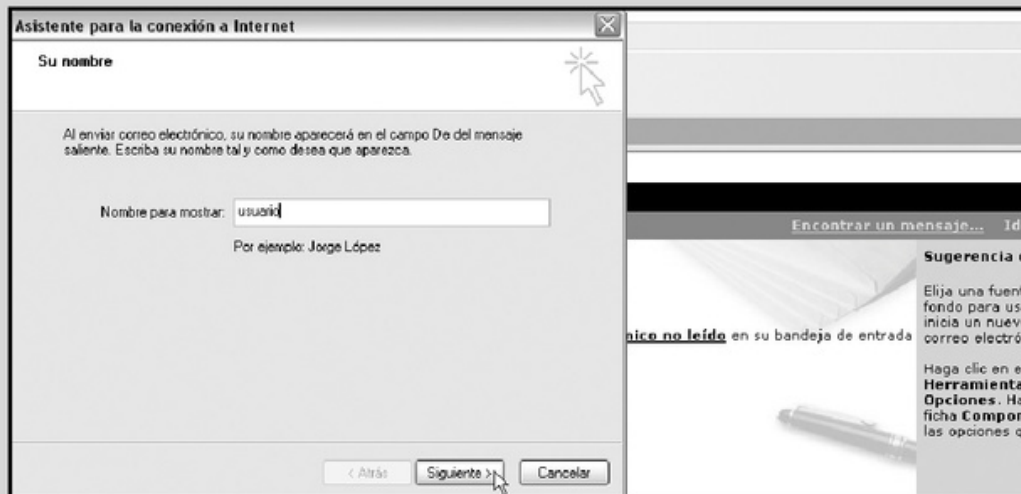 Asistente para la conexión a Internet
Su nombre
Al enviar correo electrónico, su nombre aparecerá en el campo De del mensaje
saliente. Escriba su nombre tal y como desea que aparezca.
Nombre para mostrar: usuario
Por ejemplo: Jorge López
< Atrás Siguiente > Cancelar
Encontrar un mensaje... Id
Sugerencia
Elija una fuent
fondo para us
inicia un nuev
correo electró
nico no leído en su bandeja de entrada
Haga clic en e
Herramienta
Opciones. Ha
ficha Compor
las opciones